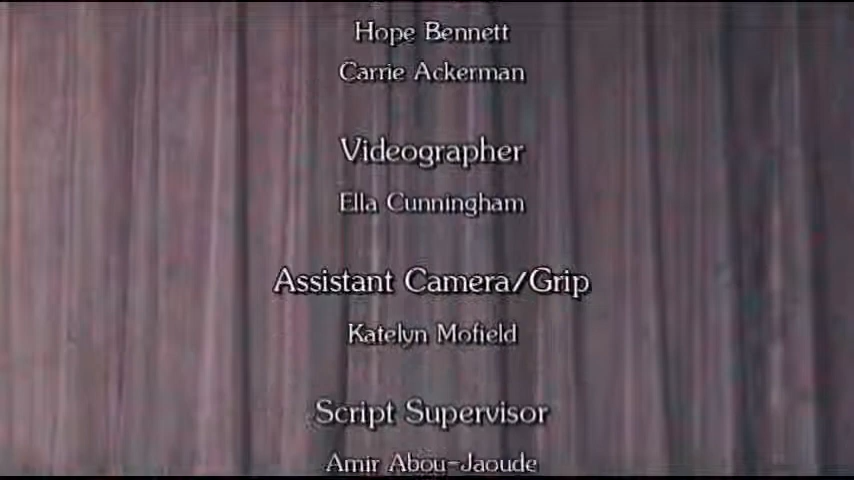 Hope Bennett
Carrie Ackerman
Videographer
Ella Cunningham
Assistant Camera/Grip
Katelyn Mofield
Script Supervisor
Amir Abou-Jaoude